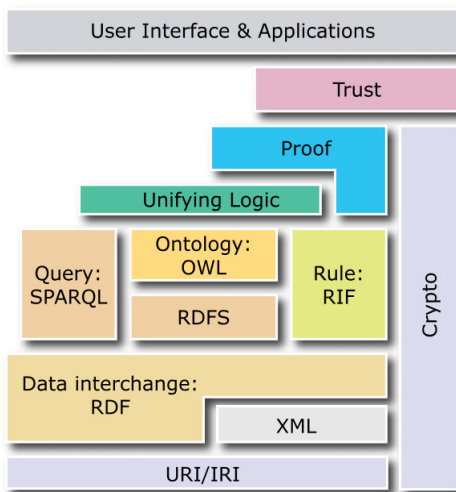 User Interface & Applications
Trust
Proof
Unifying Logic
Query:
SPARQL
Ontology:
OWL
RDFS
Rule:
RIF
Crypto
Data interchange:
RDF
XML
URI/IRI